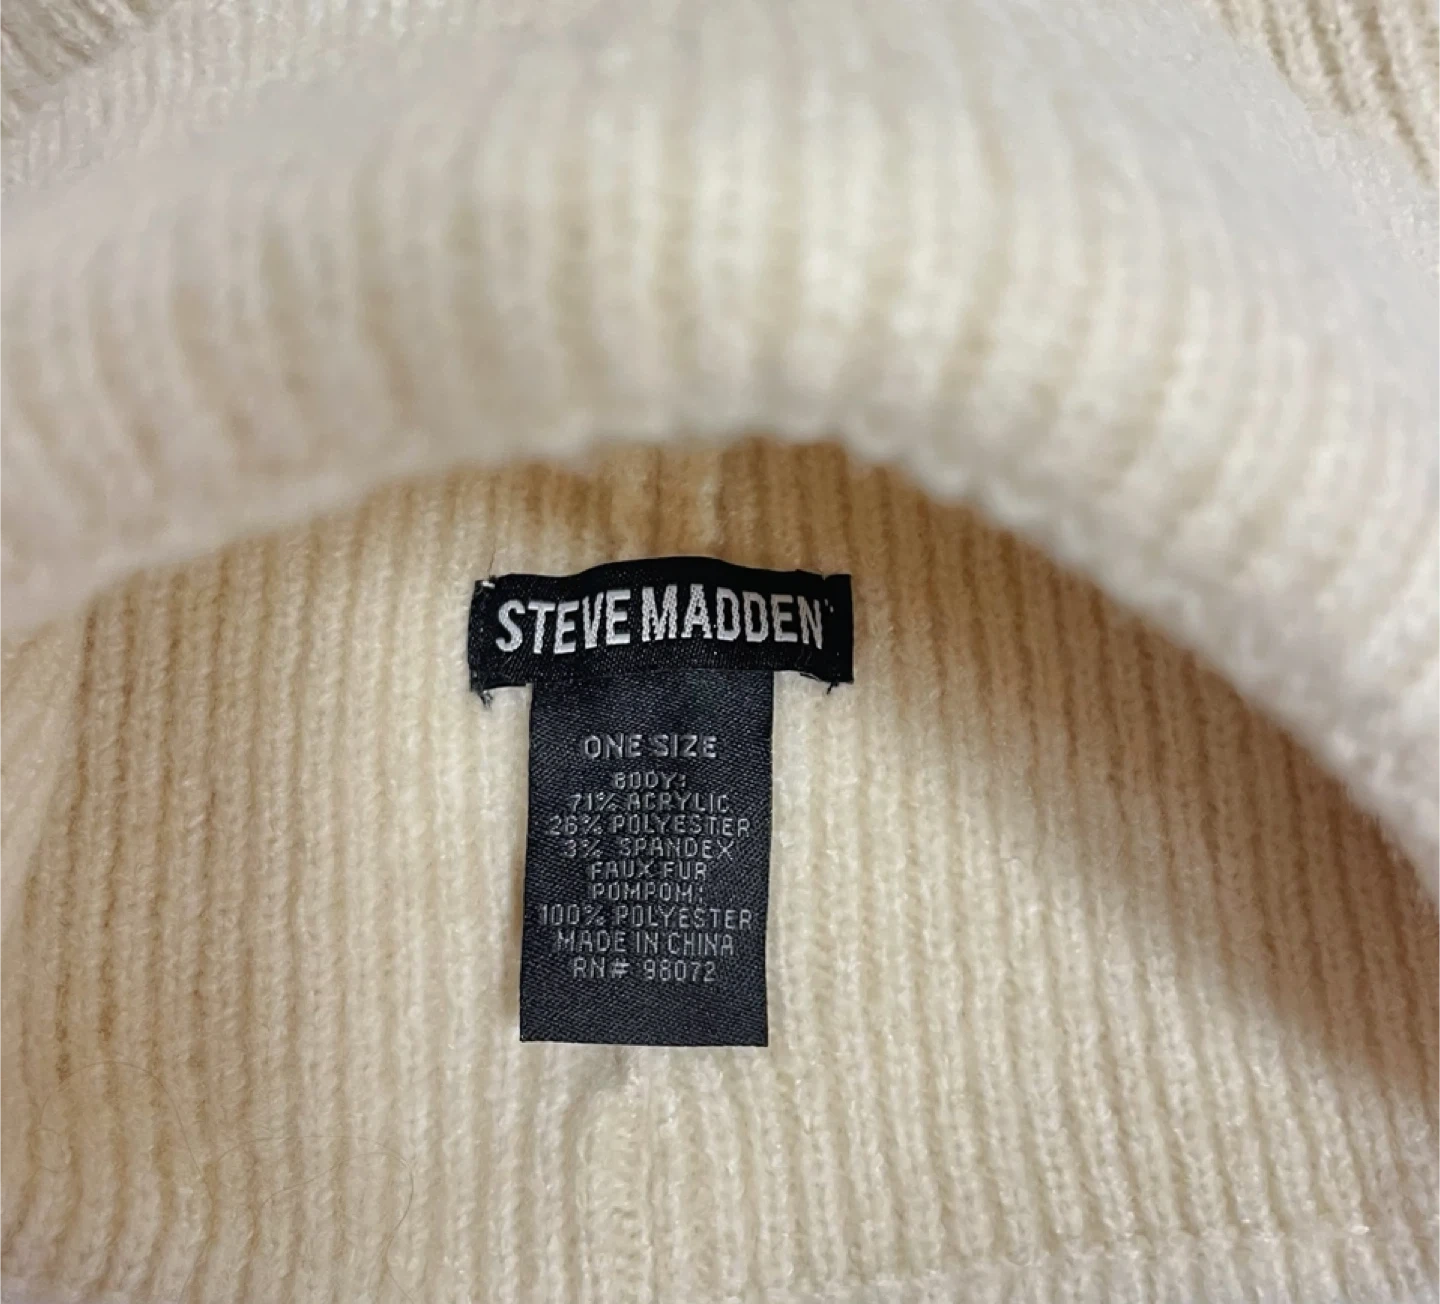 STEVE MADDEN
ONE SIZE
BODY:
71% ACRYLIC
26% POLYESTER
3% SPANDEX
FAUX FUR
POMPOM:
100% POLYESTER
MADE IN CHINA
RN# 98072